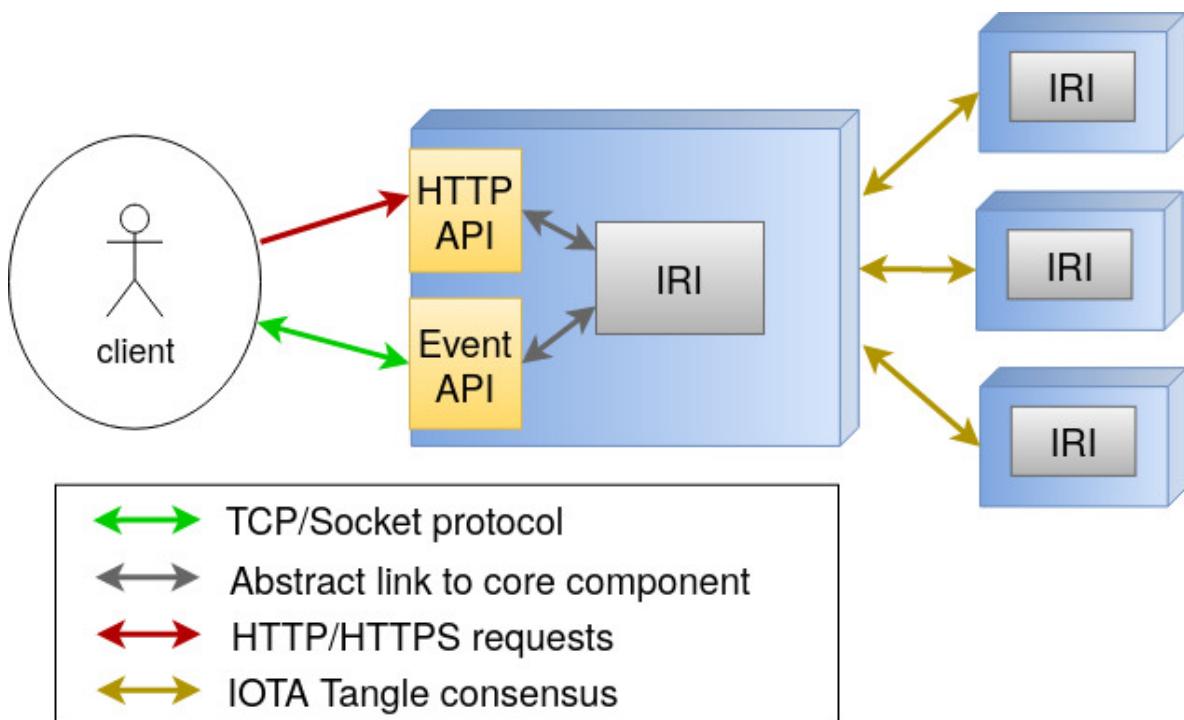 client
HTTP
API
Event
API
IRI
IRI
IRI
IRI
TCP/Socket protocol
Abstract link to core component
HTTP/HTTPS requests
IOTA Tangle consensus